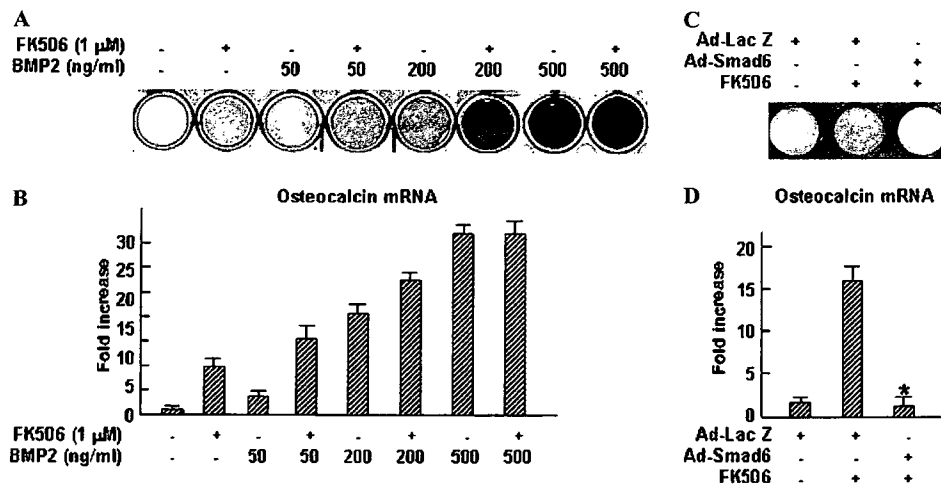 A
FK506 (1 µM) - + - + - + - +
BMP2 (ng/ml) - - 50 50 200 200 500 500
B
Osteocalcin mRNA
Fold increase
30
25
20
15
10
5
0
FK506 (1 µM) - + - + - + - +
BMP2 (ng/ml) - - 50 50 200 200 500 500
C
Ad-Lac Z + + -
Ad-Smad6 - - +
FK506 - + +
D
Osteocalcin mRNA
Fold increase
20
15
10
5
0
*
Ad-Lac Z + + -
Ad-Smad6 - - +
FK506 - + +